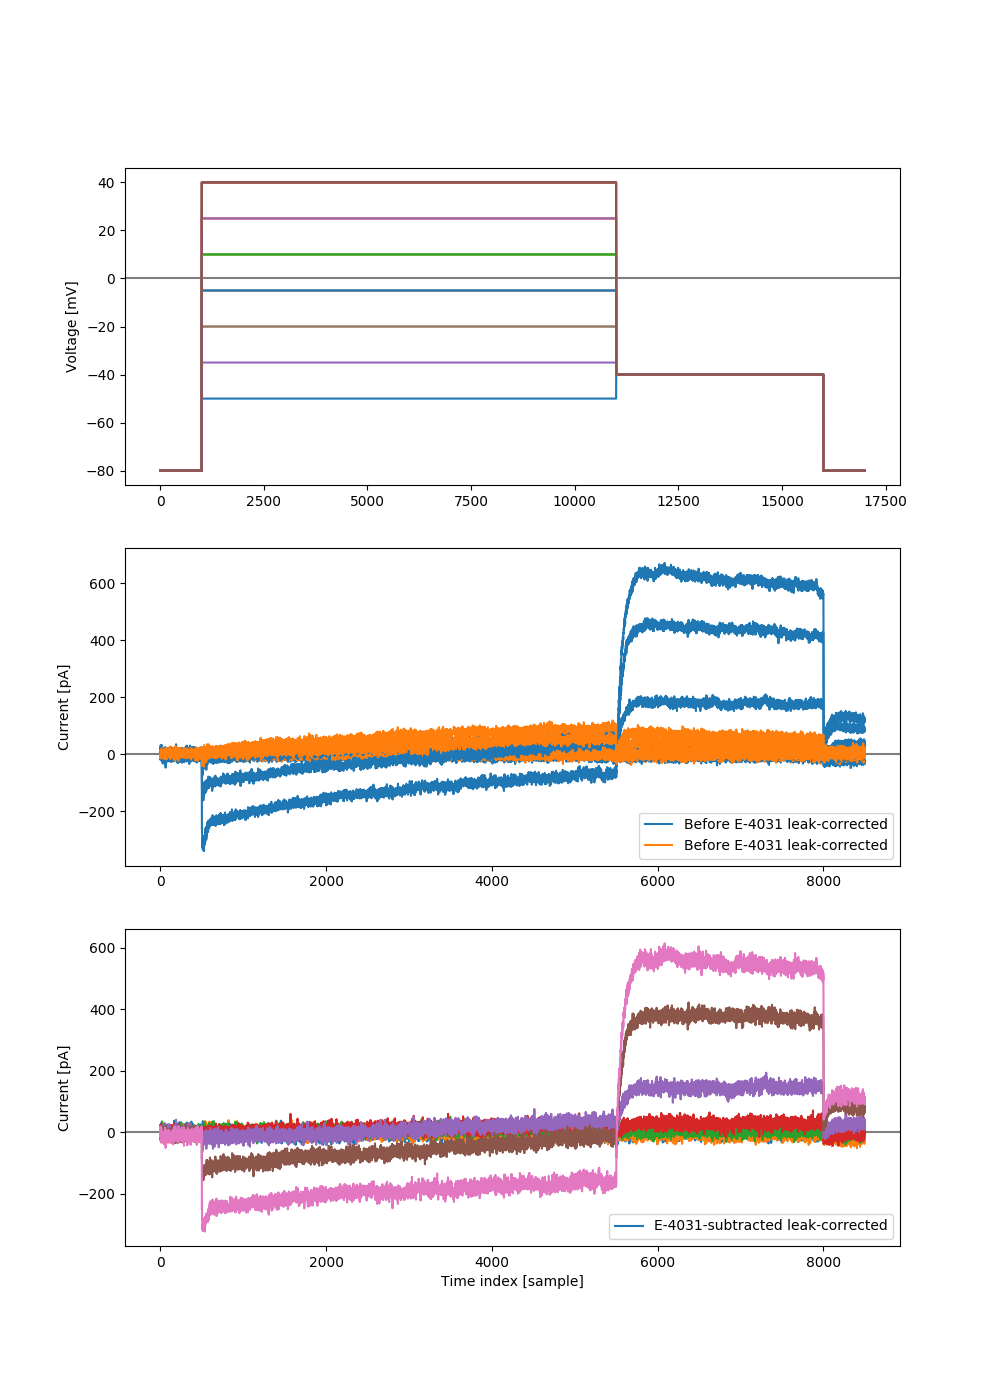 40
20
0
−20
−40
−60
−80
Voltage [mV]
0 2500 5000 7500 10000 12500 15000 17500
600
400
200
0
−200
Current [pA]
Before E-4031 leak-corrected
Before E-4031 leak-corrected
0 2000 4000 6000 8000
600
400
200
0
−200
Current [pA]
E-4031-subtracted leak-corrected
0 2000 4000 6000 8000
Time index [sample]